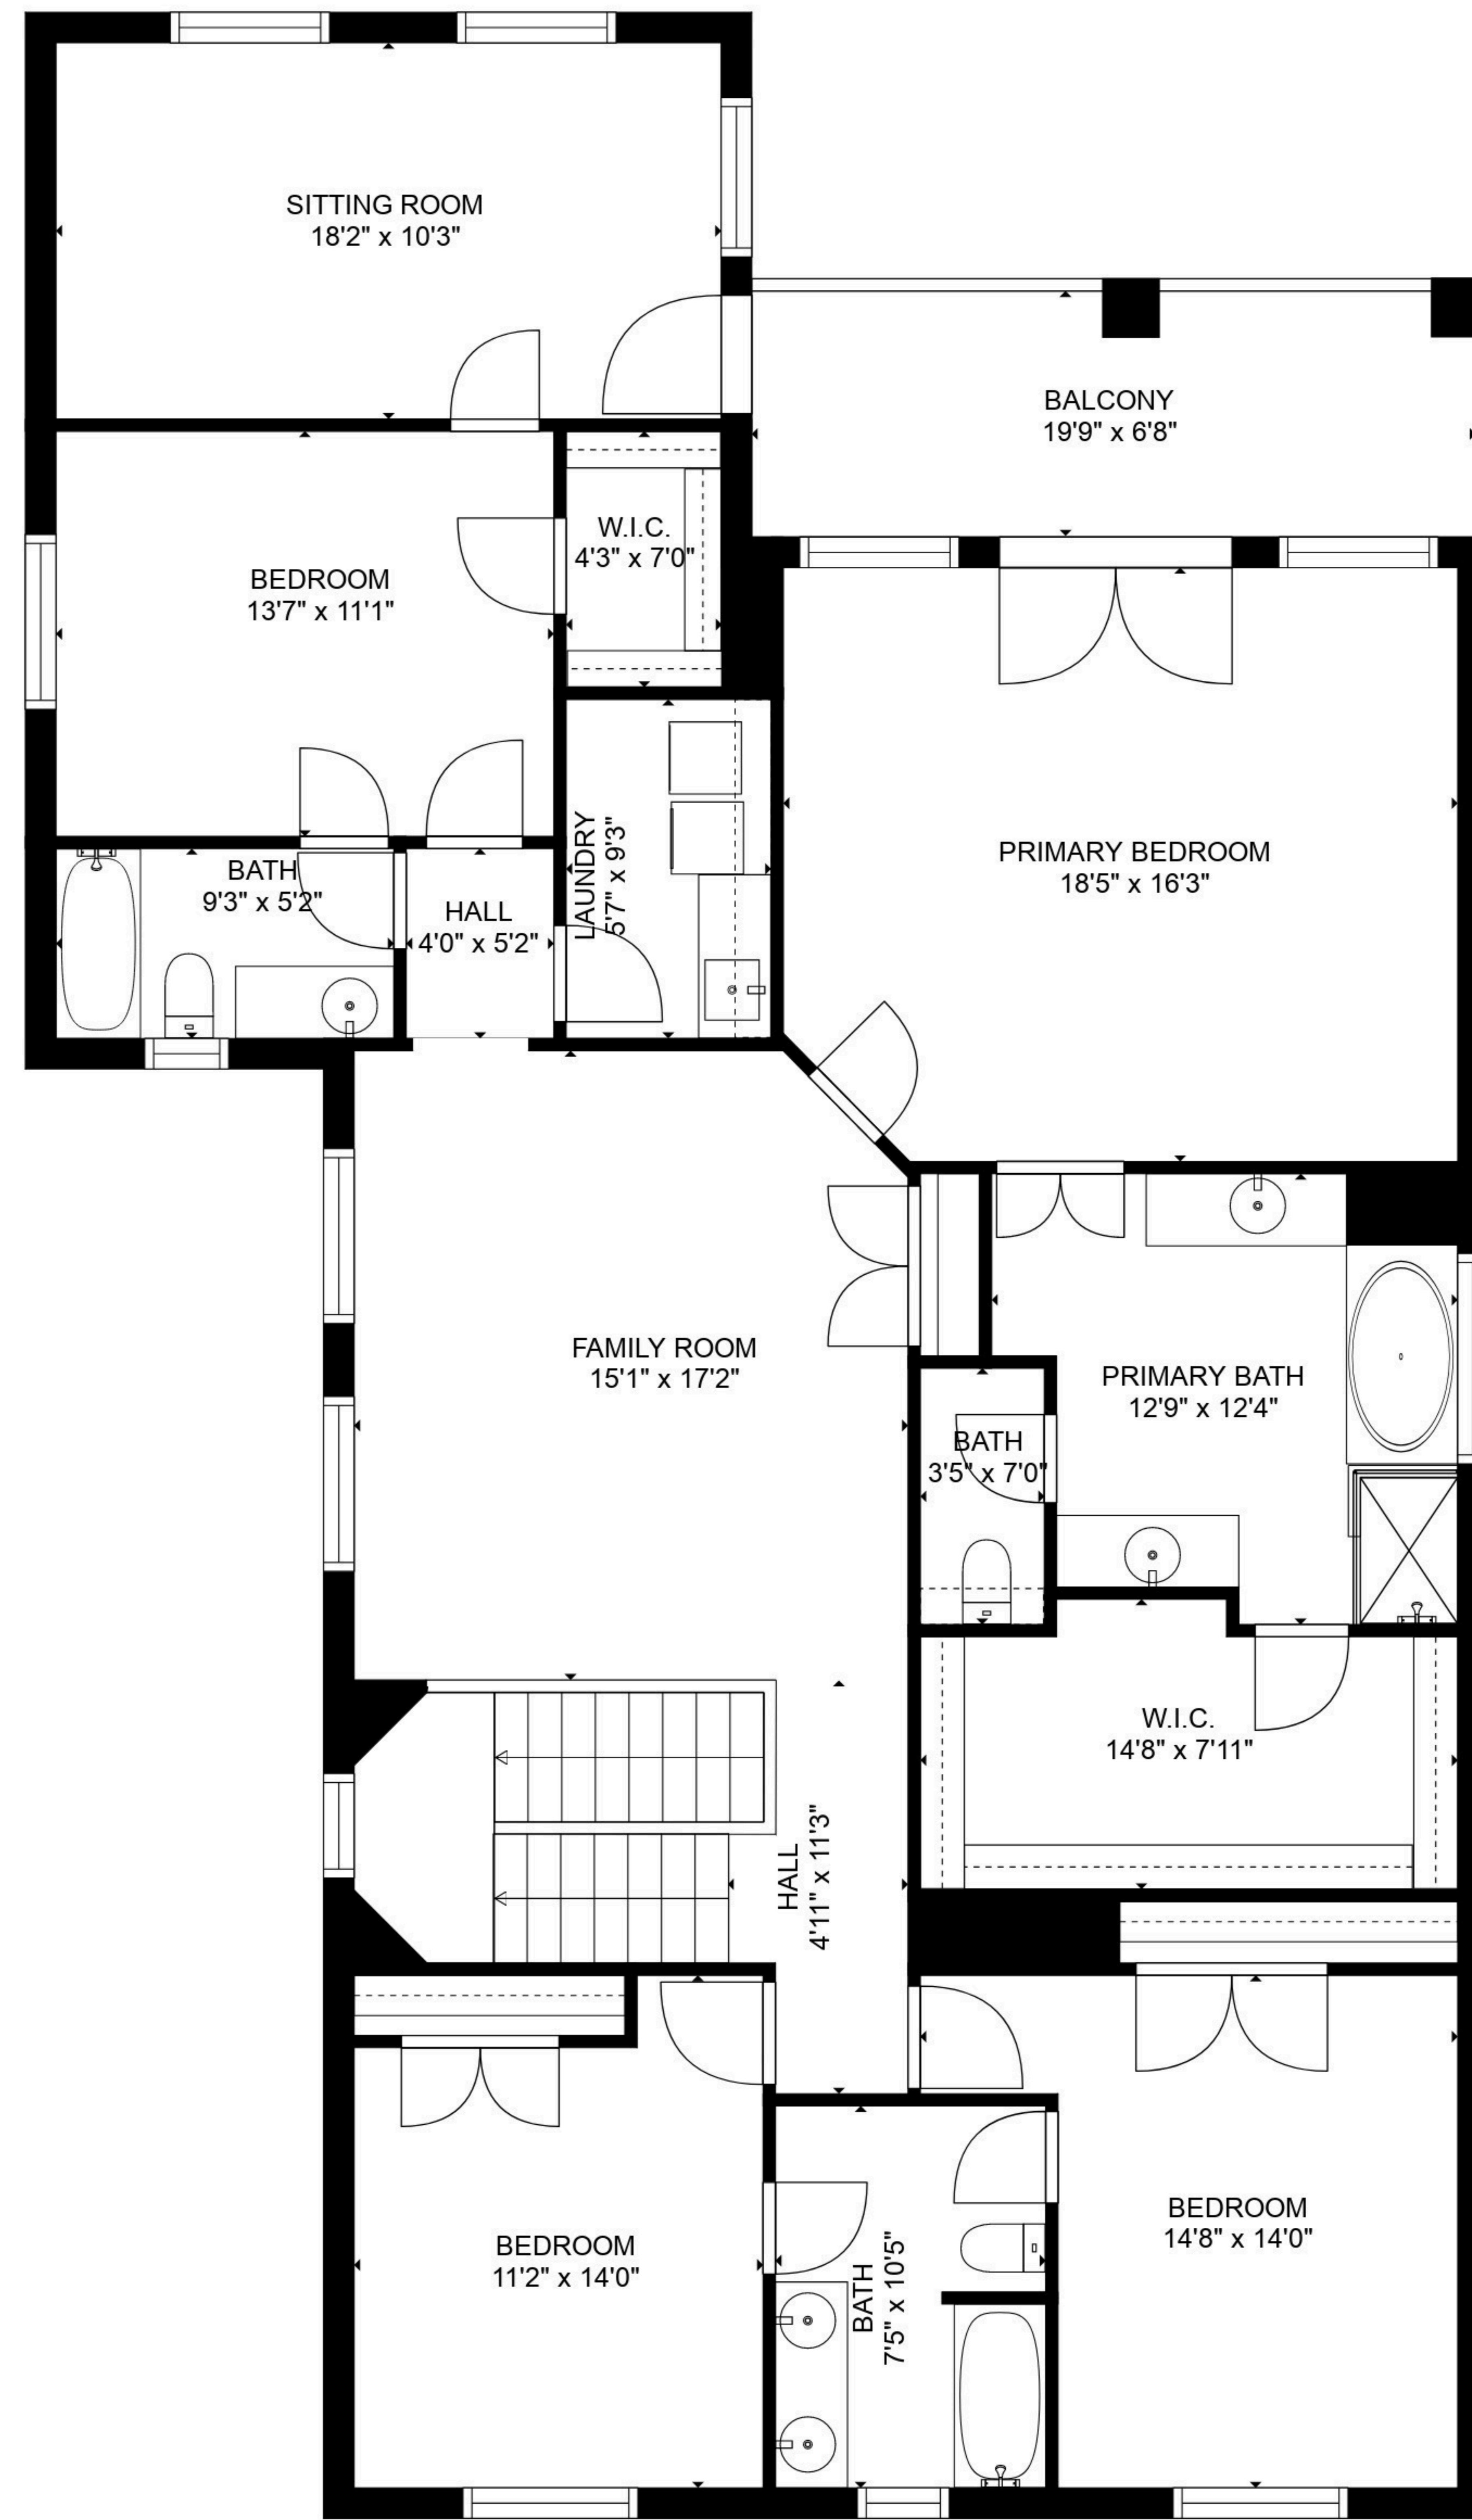 SITTING ROOM
18'2" x 10'3"
BALCONY
19'9" x 6'8"
W.I.C.
4'3" x 7'0"
BEDROOM
13'7" x 11'1"
LAUNDRY
5'7" x 9'3"
PRIMARY BEDROOM
18'5" x 16'3"
BATH
9'3" x 5'2"
HALL
4'0" x 5'2"
FAMILY ROOM
15'1" x 17'2"
PRIMARY BATH
12'9" x 12'4"
BATH
3'5" x 7'0"
W.I.C.
14'8" x 7'11"
HALL
4'11" x 11'3"
BEDROOM
11'2" x 14'0"
BATH
7'5" x 10'5"
BEDROOM
14'8" x 14'0"